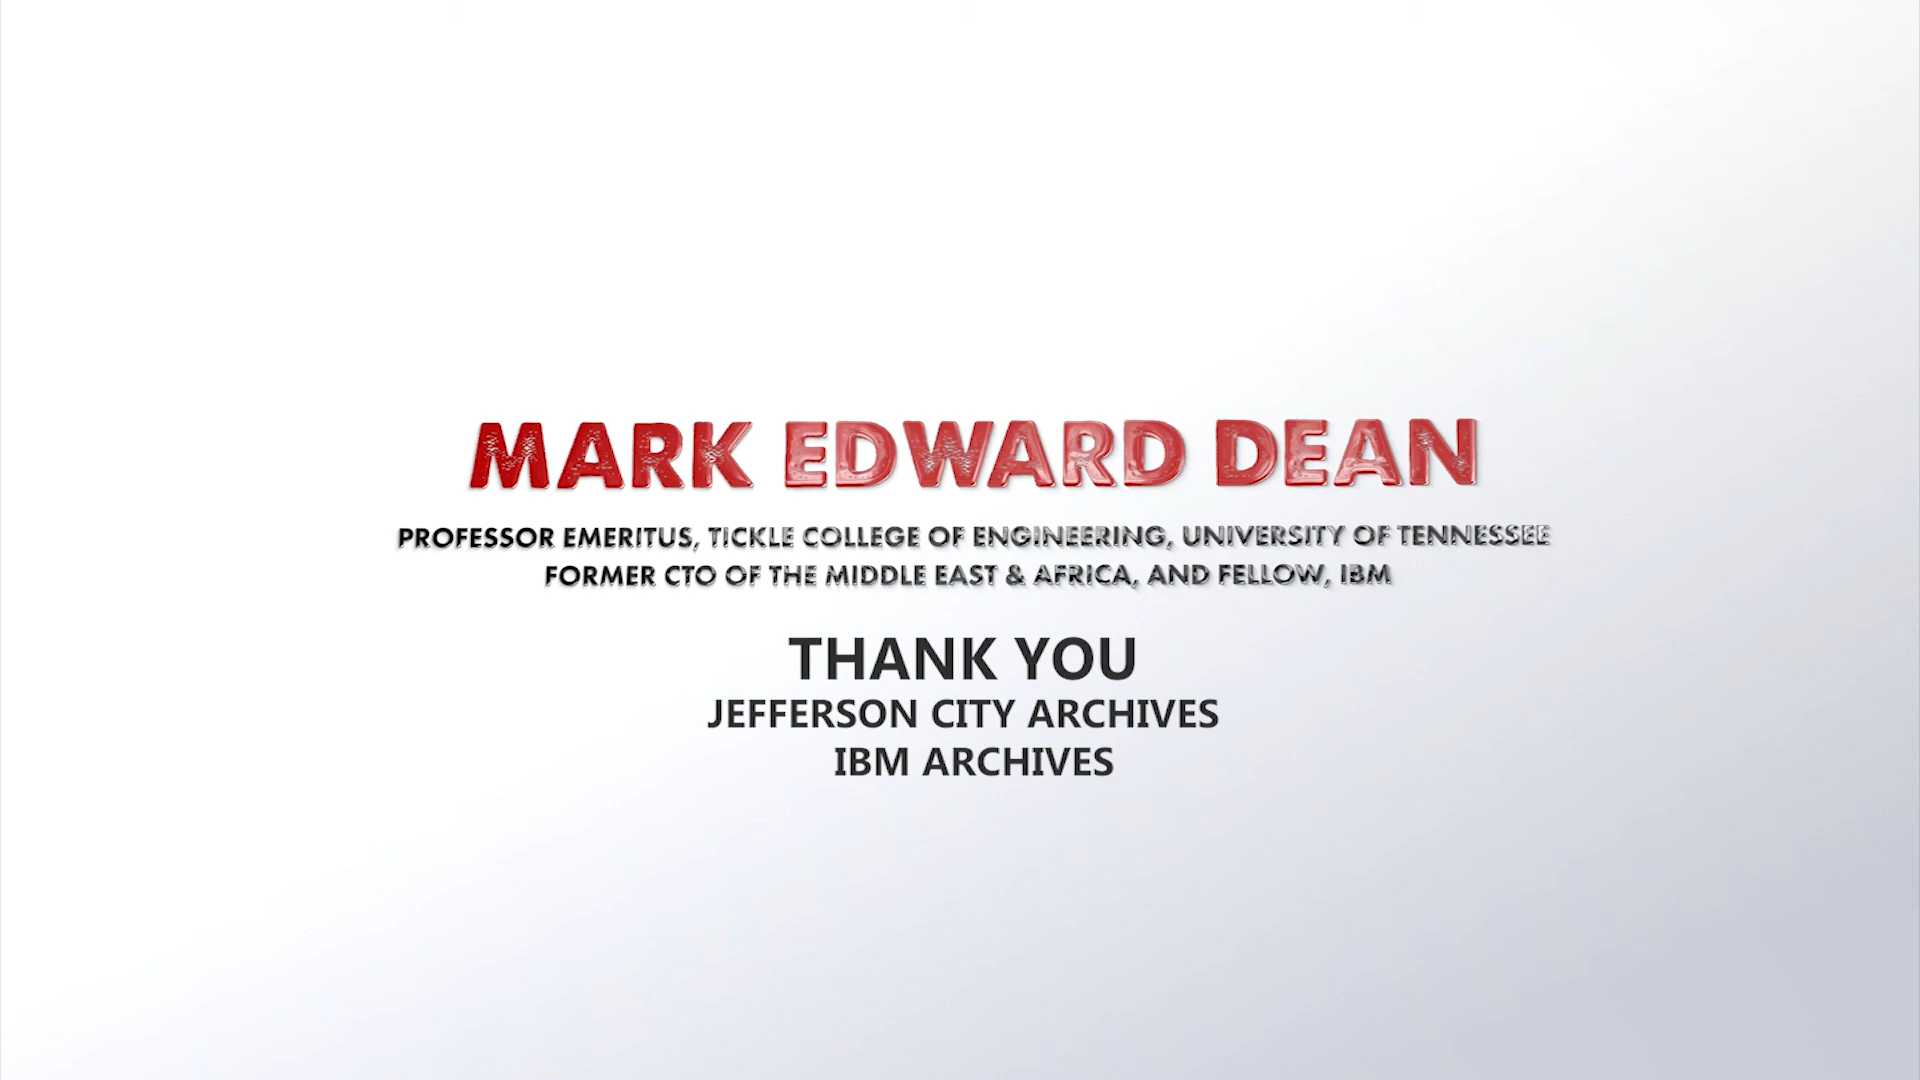 MARK EDWARD DEAN
PROFESSOR EMERITUS, TICKLE COLLEGE OF ENGINEERING, UNIVERSITY OF TENNESSEE
FORMER CTO OF THE MIDDLE EAST & AFRICA, AND FELLOW, IBM
THANK YOU
JEFFERSON CITY ARCHIVES
IBM ARCHIVES